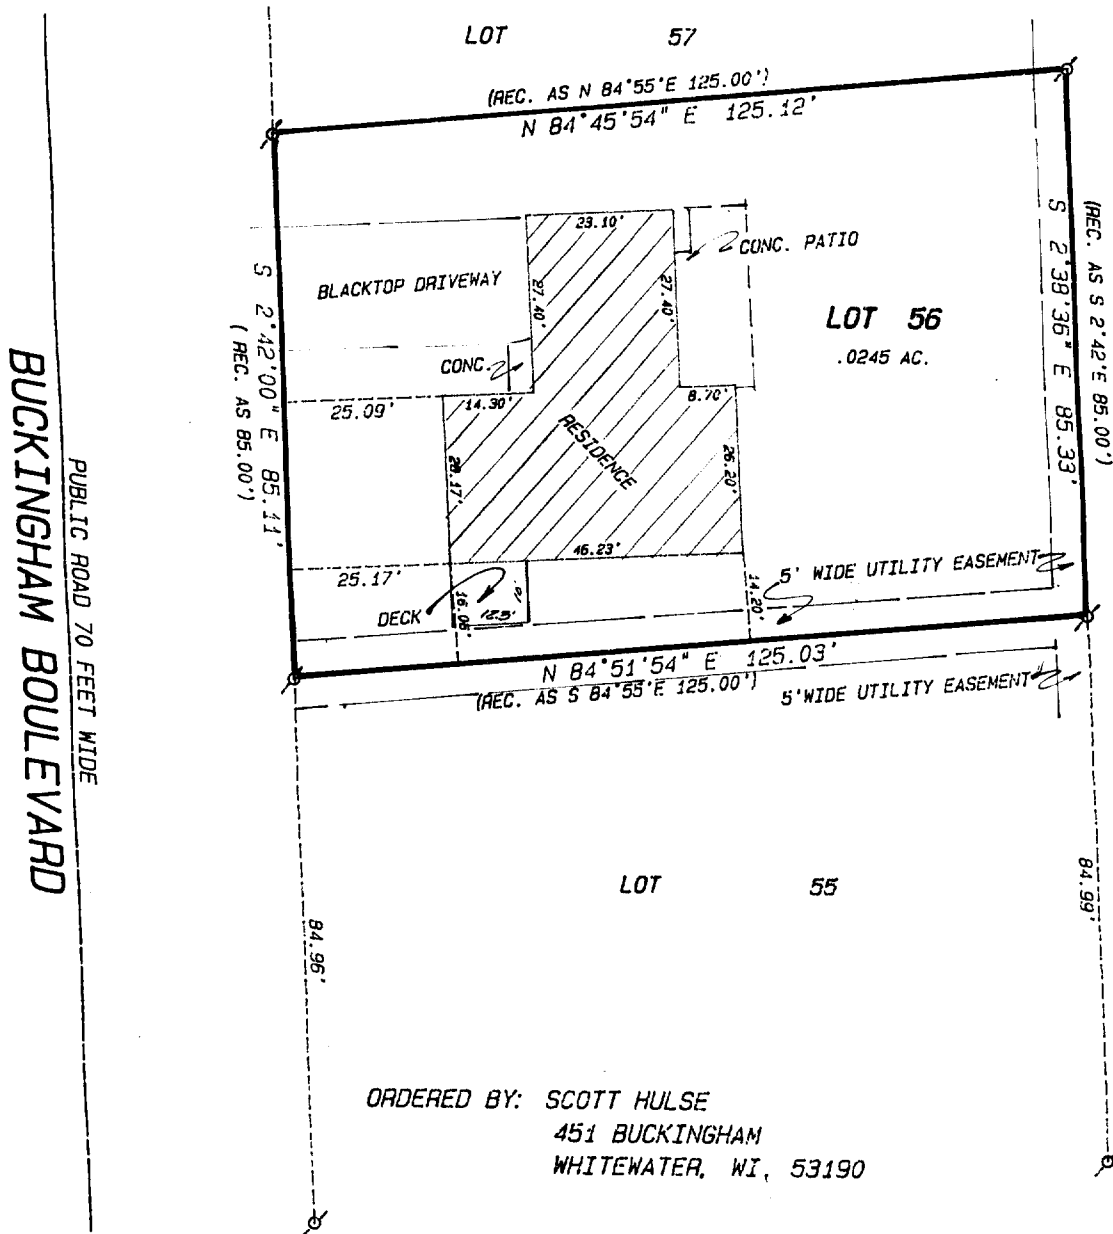 LOT 57
(REC. AS N 84°55'E 125.00')
N 84°45'54" E 125.12'
23.10'
CONC. PATIO
BLACKTOP DRIVEWAY
27.40'
27.40'
LOT 56
.0245 AC.
S 2°38'36" E 85.33'
(REC. AS S 2°42'E 85.00')
S 2°42'00" E 85.11'
(REC. AS 85.00')
CONC.
25.09'
14.30'
8.70'
RESIDENCE
26.20'
46.23'
25.17'
DECK
16.06'
12.5'
14.20'
5' WIDE UTILITY EASEMENT
N 84°51'54" E 125.03'
(REC. AS S 84°55'E 125.00')
5'WIDE UTILITY EASEMENT
BUCKINGHAM BOULEVARD
PUBLIC ROAD 70 FEET WIDE
LOT 55
84.96'
84.99'
ORDERED BY: SCOTT HULSE
451 BUCKINGHAM
WHITEWATER, WI, 53190